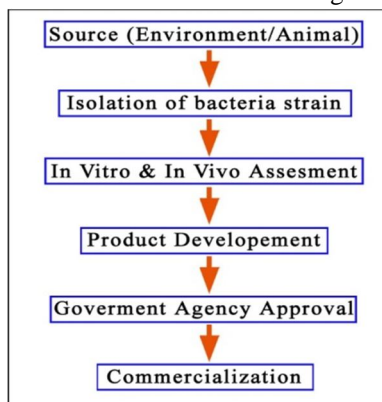 Source (Environment/Animal)
Isolation of bacteria strain
In Vitro & In Vivo Assesment
Product Developement
Goverment Agency Approval
Commercialization